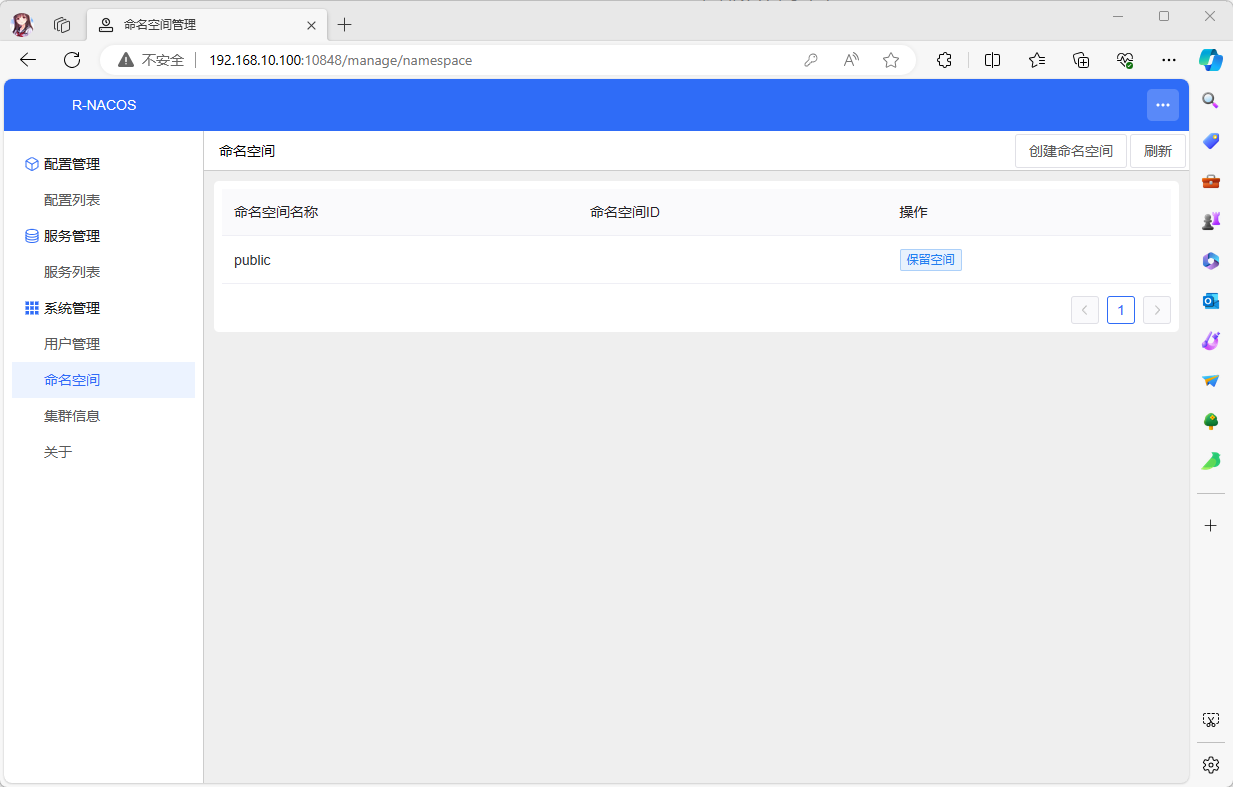 命名空间管理
不安全
192.168.10.100:10848/manage/namespace
R-NACOS
配置管理
配置列表
服务管理
服务列表
系统管理
用户管理
命名空间
集群信息
关于
命名空间
创建命名空间
刷新
命名空间名称 命名空间ID 操作
public 保留空间
1